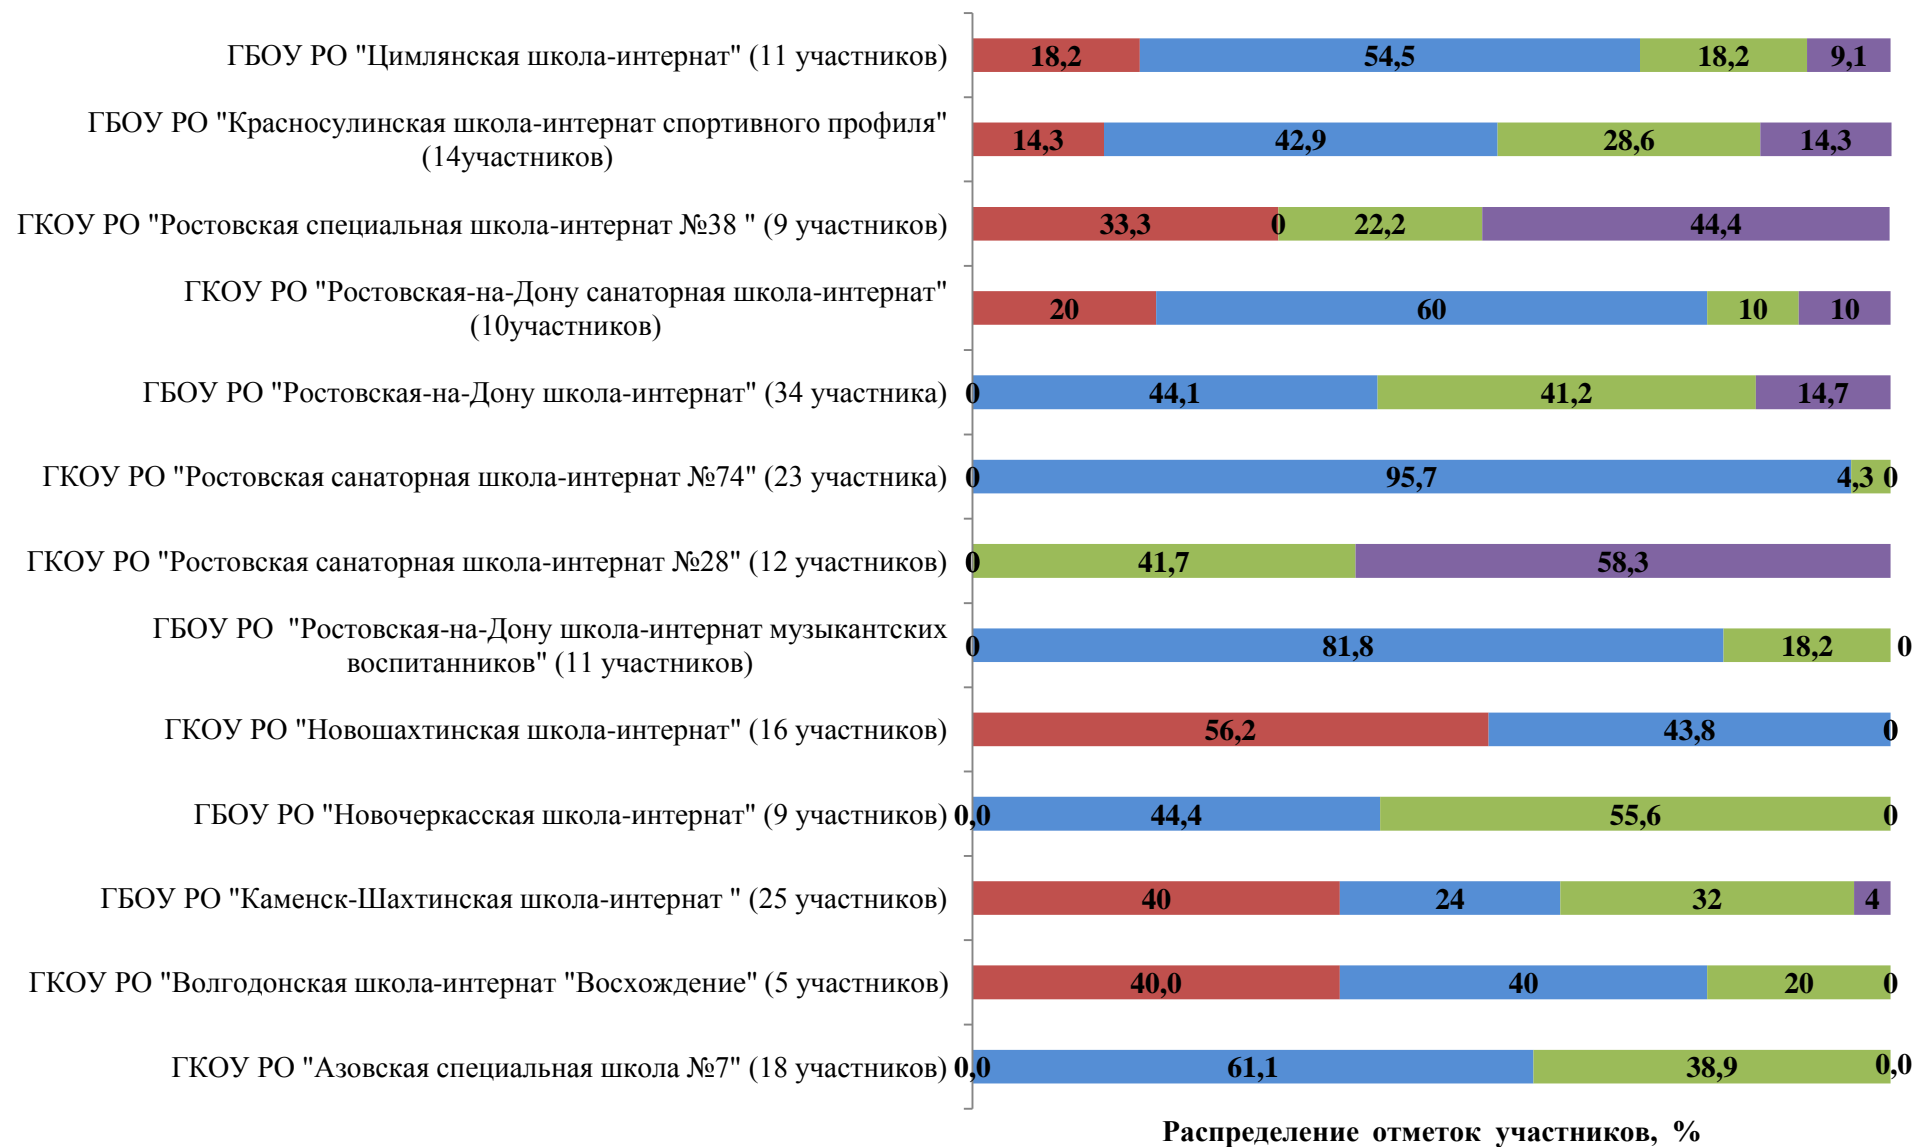 ГБОУ РО "Цимлянская школа-интернат" (11 участников)
18,2 54,5 18,2 9,1
ГБОУ РО "Красносулинская школа-интернат спортивного профиля"
(14участников)
14,3 42,9 28,6 14,3
ГКОУ РО "Ростовская специальная школа-интернат №38 " (9 участников)
33,3 0 22,2 44,4
ГКОУ РО "Ростовская-на-Дону санаторная школа-интернат"
(10участников)
20 60 10 10
ГБОУ РО "Ростовская-на-Дону школа-интернат" (34 участника)
0 44,1 41,2 14,7
ГКОУ РО "Ростовская санаторная школа-интернат №74" (23 участника)
0 95,7 4,3 0
ГКОУ РО "Ростовская санаторная школа-интернат №28" (12 участников)
0 41,7 58,3
ГБОУ РО "Ростовская-на-Дону школа-интернат музыкантских
воспитанников" (11 участников)
0 81,8 18,2 0
ГКОУ РО "Новошахтинская школа-интернат" (16 участников)
56,2 43,8 0
ГБОУ РО "Новочеркасская школа-интернат" (9 участников)
0,0 44,4 55,6 0
ГБОУ РО "Каменск-Шахтинская школа-интернат " (25 участников)
40 24 32 4
ГКОУ РО "Волгодонская школа-интернат "Восхождение" (5 участников)
40,0 40 20 0
ГКОУ РО "Азовская специальная школа №7" (18 участников)
0,0 61,1 38,9 0,0
Распределение отметок участников, %